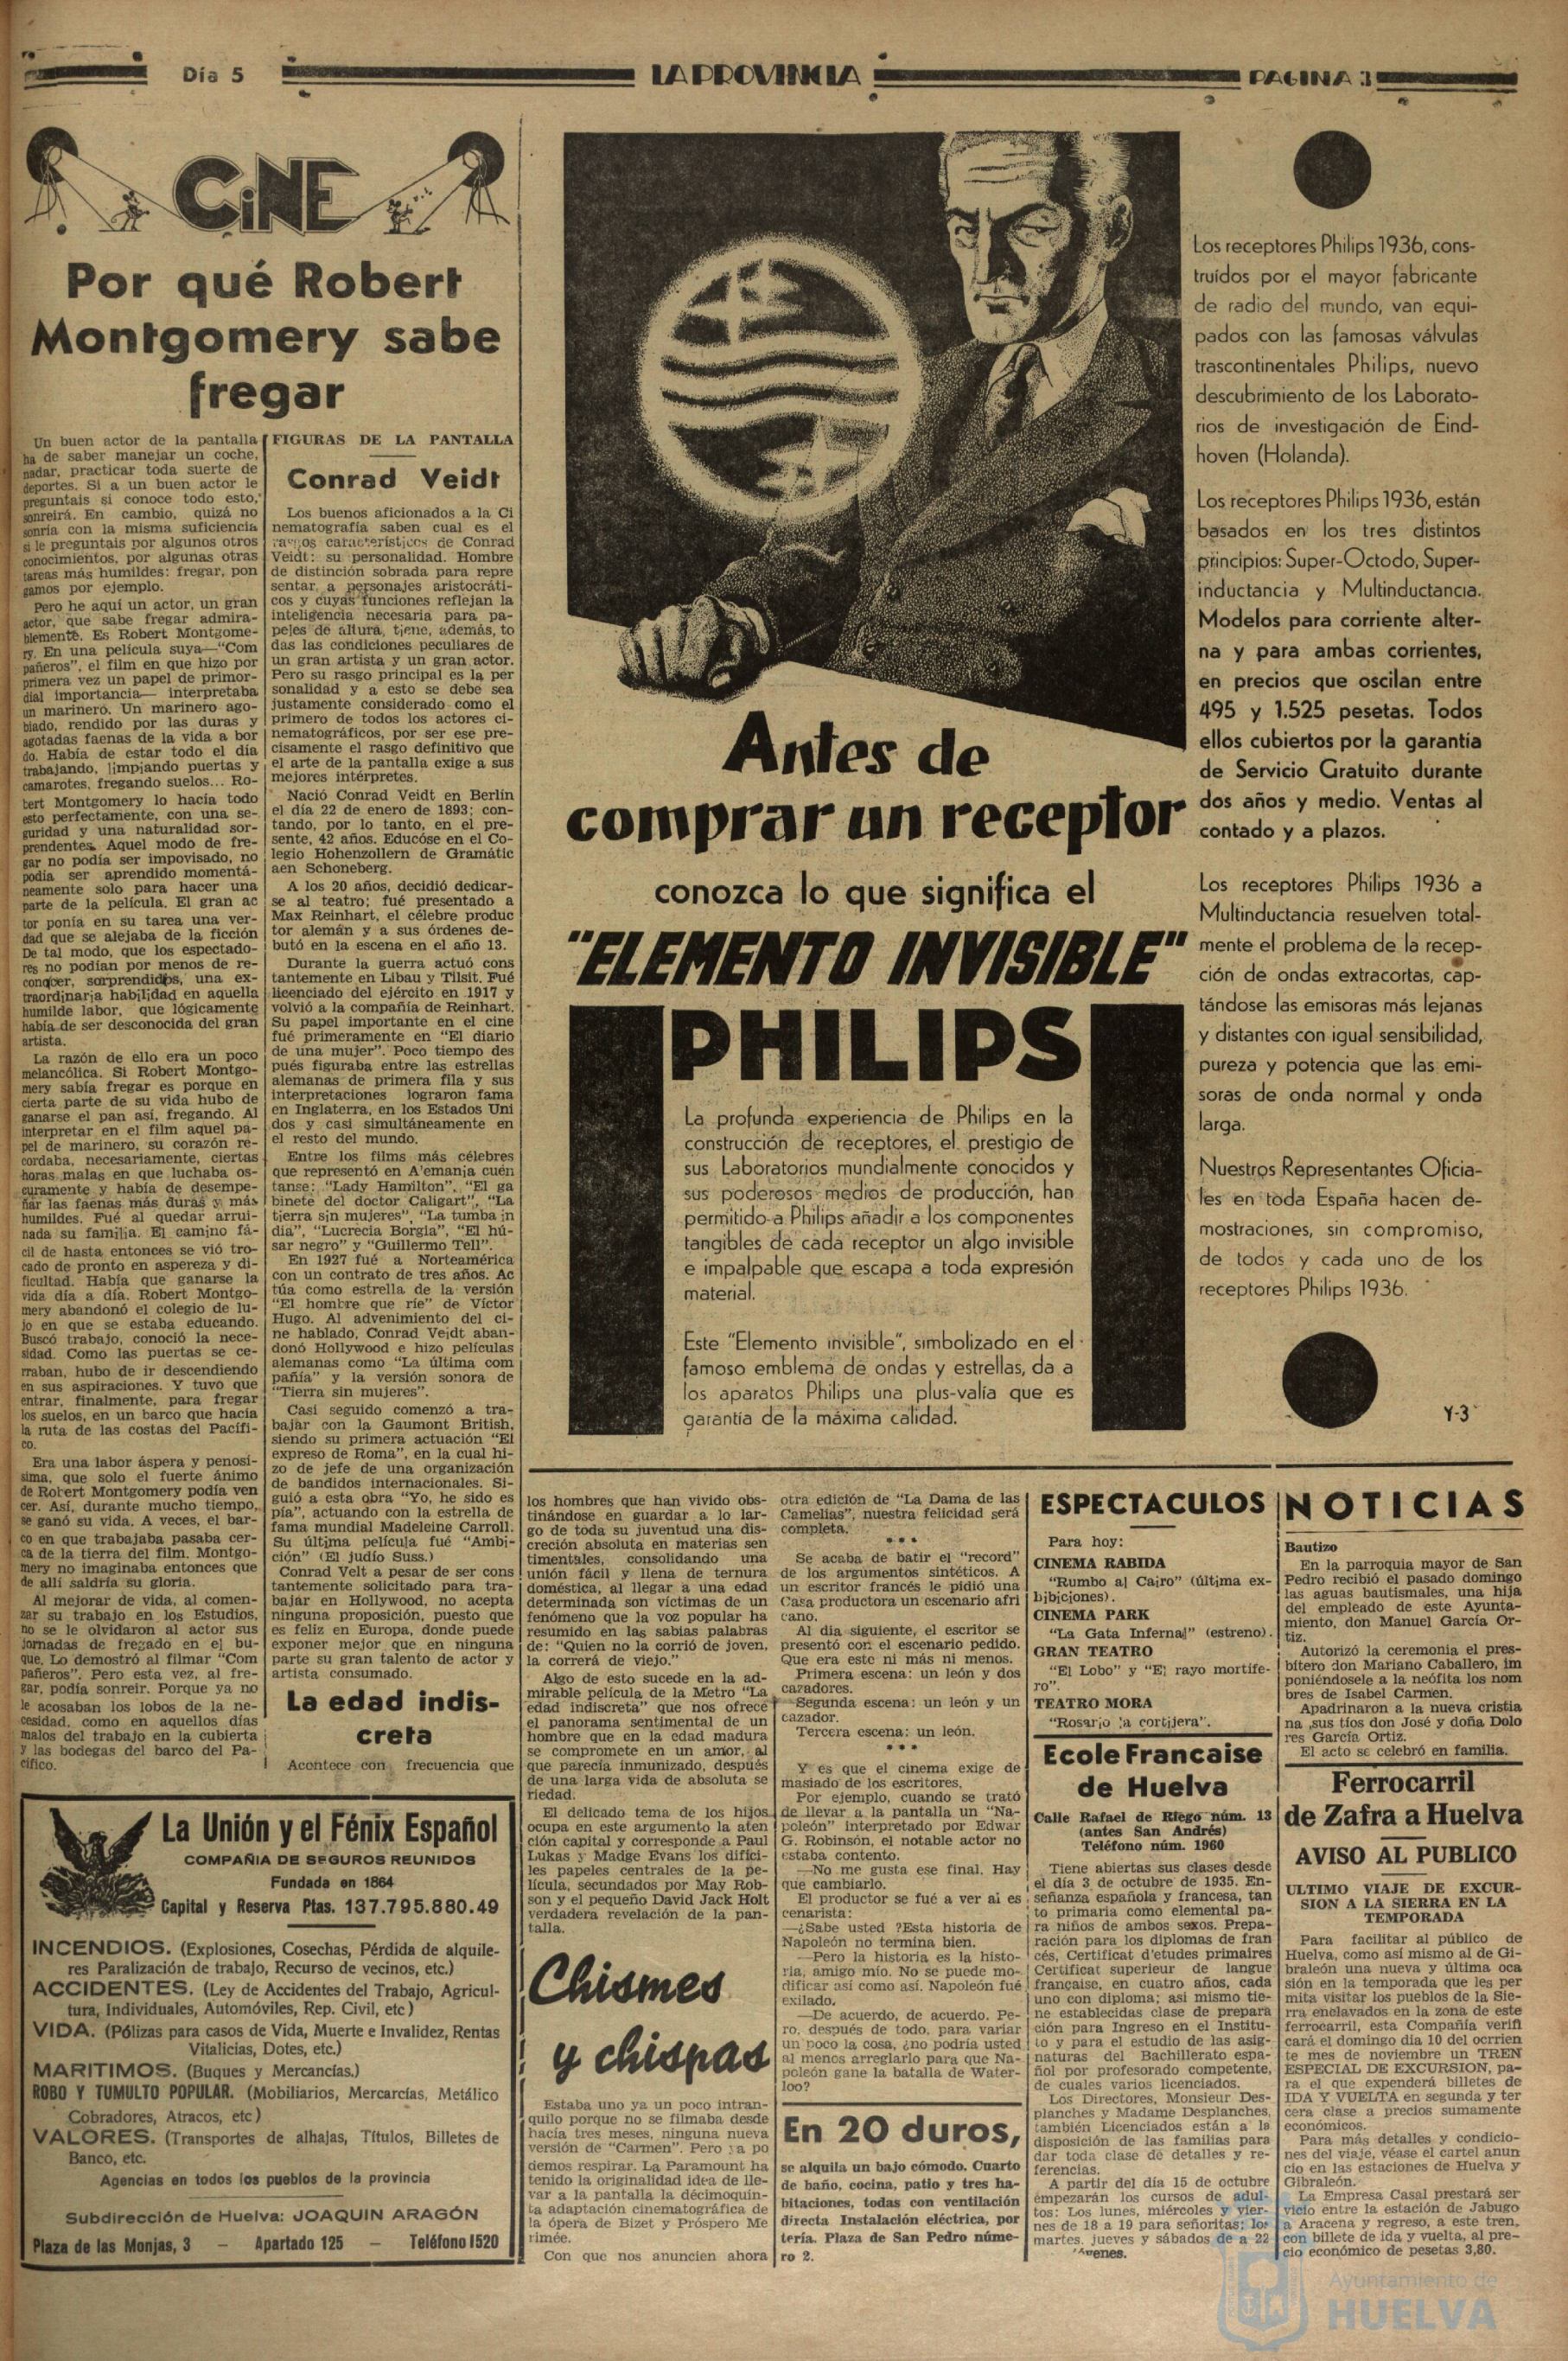 Día 5
LA PROVINCIA
PAGINA 3
CiNE
Por qué Robert
Montgomery sabe
fregar
Un buen actor de la pantalla
ha de saber manejar un coche,
nadar, practicar toda suerte de
deportes. Si a un buen actor le
preguntais si conoce todo esto,
sonreirá. En cambio, quizá no
sonría con la misma suficiencia
si le preguntais por algunos otros
conocimientos, por algunas otras
tareas más humildes: fregar, pon
gamos por ejemplo.
Pero he aquí un actor, un gran
actor, que sabe fregar admira-
blemente. Es Robert Montgome-
ry. En una película suya—"Com
pañeros", el film en que hizo por
primera vez un papel de primor-
dial importancia— interpretaba
un marinero. Un marinero ago-
biado, rendido por las duras y
agotadas faenas de la vida a bor
do. Había de estar todo el día
trabajando, limpiando puertas y
camarotes, fregando suelos... Ro-
bert Montgomery lo hacía todo
esto perfectamente, con una se-
guridad y una naturalidad sor-
prendentes. Aquel modo de fre-
gar no podía ser impovisado, no
podía ser aprendido momentá-
neamente solo para hacer una
parte de la película. El gran ac
tor ponía en su tarea una ver-
dad que se alejaba de la ficción
De tal modo, que los espectado-
res no podían por menos de re-
conocer, sorprendidos, una ex-
traordinaria habilidad en aquella
humilde labor, que lógicamente
había de ser desconocida del gran
artista.
La razón de ello era un poco
melancólica. Si Robert Montgo-
mery sabía fregar es porque en
cierta parte de su vida hubo de
ganarse el pan así, fregando. Al
interpretar en el film aquel pa-
pel de marinero, su corazón re-
cordaba, necesariamente, ciertas
horas malas en que luchaba os-
curamente y había de desempe-
ñar las faenas más duras y más
humildes. Fué al quedar arrui-
nada su familia. El camino fá-
cil de hasta entonces se vió tro-
cado de pronto en aspereza y di-
ficultad. Había que ganarse la
vida día a día. Robert Montgo-
mery abandonó el colegio de lu-
jo en que se estaba educando.
Buscó trabajo, conoció la nece-
sidad. Como las puertas se ce-
rraban, hubo de ir descendiendo
en sus aspiraciones. Y tuvo que
entrar, finalmente, para fregar
los suelos, en un barco que hacía
la ruta de las costas del Pacífi-
co.
Era una labor áspera y penosí-
sima, que solo el fuerte ánimo
de Robert Montgomery podía ven
cer. Así, durante mucho tiempo,
se ganó su vida. A veces, el bar-
co en que trabajaba pasaba cer-
ca de la tierra del film. Montgo-
mery no imaginaba entonces que
de allí saldría su gloria.
Al mejorar de vida, al comen-
zar su trabajo en los Estudios,
no se le olvidaron al actor sus
jornadas de fregado en el bu-
que. Lo demostró al filmar "Com
pañeros". Pero esta vez, al fre-
gar, podía sonreir. Porque ya no
le acosaban los lobos de la ne-
cesidad, como en aquellos días
malos del trabajo en la cubierta
y las bodegas del barco del Pa-
cífico.
FIGURAS DE LA PANTALLA
Conrad Veidt
Los buenos aficionados a la Ci
nematografía saben cual es el
rasgos característicos de Conrad
Veidt: su personalidad. Hombre
de distinción sobrada para repre
sentar, a personajes aristocráti-
cos y cuyas funciones reflejan la
inteligencia necesaria para pa-
peles de altura, tiene, además, to
das las condiciones peculiares de
un gran artista y un gran actor.
Pero su rasgo principal es la per
sonalidad y a esto se debe sea
justamente considerado como el
primero de todos los actores ci-
nematográficos, por ser ese pre-
cisamente el rasgo definitivo que
el arte de la pantalla exige a sus
mejores intérpretes.
Nació Conrad Veidt en Berlín
el día 22 de enero de 1893; con-
tando, por lo tanto, en el pre-
sente, 42 años. Educóse en el Co-
legio Hohenzollern de Gramátic
aen Schoneberg.
A los 20 años, decidió dedicar-
se al teatro; fué presentado a
Max Reinhart, el célebre produc
tor alemán y a sus órdenes de-
butó en la escena en el año 13.
Durante la guerra actuó cons
tantemente en Libau y Tilsit. Fué
licenciado del ejército en 1917 y
volvió a la compañía de Reinhart.
Su papel importante en el cine
fué primeramente en "El diario
de una mujer". Poco tiempo des
pués figuraba entre las estrellas
alemanas de primera fila y sus
interpretaciones lograron fama
en Inglaterra, en los Estados Uni
dos y casi simultáneamente en
el resto del mundo.
Entre los films más célebres
que representó en A'emania cuén
tanse: "Lady Hamilton", "El ga
binete del doctor Caligart", "La
tierra sin mujeres", "La tumba in
día", "Lucrecia Borgia", "El hú-
sar negro" y "Guillermo Tell".
En 1927 fué a Norteamérica
con un contrato de tres años. Ac
túa como estrella de la versión
"El hombre que ríe" de Víctor
Hugo. Al advenimiento del ci-
ne hablado, Conrad Veidt aban-
donó Hollywood e hizo películas
alemanas como "La última com
pañía" y la versión sonora de
"Tierra sin mujeres".
Casi seguido comenzó a tra-
bajar con la Gaumont British,
siendo su primera actuación "El
expreso de Roma", en la cual hi-
zo de jefe de una organización
de bandidos internacionales. Si-
guió a esta obra "Yo, he sido es
pía", actuando con la estrella de
fama mundial Madeleine Carroll.
Su última película fué "Ambi-
ción" (El judío Suss.)
Conrad Velt a pesar de ser cons
tantemente solicitado para tra-
bajar en Hollywood, no acepta
ninguna proposición, puesto que
es feliz en Europa, donde puede
exponer mejor que en ninguna
parte su gran talento de actor y
artista consumado.
La edad indis-
creta
Acontece con frecuencia que
La Unión y el Fénix Español
COMPAÑIA DE SEGUROS REUNIDOS
Fundada en 1864
Capital y Reserva Ptas. 137.795.880.49
INCENDIOS. (Explosiones, Cosechas, Pérdida de alquile-
res Paralización de trabajo, Recurso de vecinos, etc.)
ACCIDENTES. (Ley de Accidentes del Trabajo, Agricul-
tura, Individuales, Automóviles, Rep. Civil, etc)
VIDA. (Pólizas para casos de Vida, Muerte e Invalidez, Rentas
Vitalicias, Dotes, etc.)
MARITIMOS. (Buques y Mercancías.)
ROBO Y TUMULTO POPULAR. (Mobiliarios, Mercarcías, Metálico
Cobradores, Atracos, etc)
VALORES. (Transportes de alhajas, Títulos, Billetes de
Banco, etc.
Agencias en todos los pueblos de la provincia
Subdirección de Huelva: JOAQUIN ARAGÓN
Plaza de las Monjas, 3 — Apartado 125 — Teléfono 1520
Antes de
comprar un receptor
conozca lo que significa el
"ELEMENTO INVISIBLE"
PHILIPS
La profunda experiencia de Philips en la
construcción de receptores, el prestigio de
sus Laboratorios mundialmente conocidos y
sus poderosos medios de producción, han
permitido a Philips añadir a los componentes
tangibles de cada receptor un algo invisible
e impalpable que escapa a toda expresión
material.
Este "Elemento invisible", simbolizado en el
famoso emblema de ondas y estrellas, da a
los aparatos Philips una plus-valía que es
garantía de la máxima calidad.
Los receptores Philips 1936, cons-
truídos por el mayor fabricante
de radio del mundo, van equi-
pados con las famosas válvulas
trascontinentales Philips, nuevo
descubrimiento de los Laborato-
rios de investigación de Eind-
hoven (Holanda).
Los receptores Philips 1936, están
basados en los tres distintos
principios: Super-Octodo, Super-
inductancia y Multinductancia.
Modelos para corriente alter-
na y para ambas corrientes,
en precios que oscilan entre
495 y 1.525 pesetas. Todos
ellos cubiertos por la garantía
de Servicio Gratuito durante
dos años y medio. Ventas al
contado y a plazos.
Los receptores Philips 1936 a
Multinductancia resuelven total-
mente el problema de la recep-
ción de ondas extracortas, cap-
tándose las emisoras más lejanas
y distantes con igual sensibilidad,
pureza y potencia que las emi-
soras de onda normal y onda
larga.
Nuestros Representantes Oficia-
les en toda España hacen de-
mostraciones, sin compromiso,
de todos y cada uno de los
receptores Philips 1936.
Y-3
los hombres que han vivido obs-
tinándose en guardar a lo lar-
go de toda su juventud una dis-
creción absoluta en materias sen
timentales, consolidando una
unión fácil y llena de ternura
doméstica, al llegar a una edad
determinada son víctimas de un
fenómeno que la voz popular ha
resumido en las sabias palabras
de: "Quien no la corrió de joven,
la correrá de viejo."
Algo de esto sucede en la ad-
mirable película de la Metro "La
edad indiscreta" que nos ofrece
el panorama sentimental de un
hombre que en la edad madura
se compromete en un amor, al
que parecía inmunizado, después
de una larga vida de absoluta se
riedad.
El delicado tema de los hijos
ocupa en este argumento la aten
ción capital y corresponde a Paul
Lukas y Madge Evans los difíci-
les papeles centrales de la pe-
lícula, secundados por May Rob-
son y el pequeño David Jack Holt
verdadera revelación de la pan-
talla.
Chismes
y chispas
Estaba uno ya un poco intran-
quilo porque no se filmaba desde
hacía tres meses, ninguna nueva
versión de "Carmen". Pero ya po
demos respirar. La Paramount ha
tenido la originalidad idea de lle-
var a la pantalla la décimoquin-
ta adaptación cinematográfica de
la ópera de Bizet y Próspero Me
rimée.
Con que nos anuncien ahora
otra edición de "La Dama de las
Camelias", nuestra felicidad será
completa.
* * *
Se acaba de batir el "record"
de los argumentos sintéticos. A
un escritor francés le pidió una
Casa productora un escenario afri
cano.
Al día siguiente, el escritor se
presentó con el escenario pedido.
Que era este ni más ni menos.
Primera escena: un león y dos
cazadores.
Segunda escena: un león y un
cazador.
Tercera escena: un león.
* * *
Y es que el cinema exige de
masiado de los escritores.
Por ejemplo, cuando se trató
de llevar a la pantalla un "Na-
poleón" interpretado por Edwar
G. Robinsón, el notable actor no
estaba contento.
—No me gusta ese final. Hay
que cambiarlo.
El productor se fué a ver al es
cenarista:
—¿Sabe usted ?Esta historia de
Napoleón no termina bien.
—Pero la historia es la histo-
ria, amigo mío. No se puede mo-
dificar así como así. Napoleón fué
exilado.
—De acuerdo, de acuerdo. Pe-
ro, después de todo, para variar
un poco la cosa, ¿no podría usted
al menos arreglarlo para que Na-
poleón gane la batalla de Water-
loo?
En 20 duros,
se alquila un bajo cómodo. Cuarto
de baño, cocina, patio y tres ha-
bitaciones, todas con ventilación
directa Instalación eléctrica, por
tería. Plaza de San Pedro núme-
ro 2.
ESPECTACULOS
Para hoy:
CINEMA RABIDA
"Rumbo al Cairo" (última ex-
hibiciones).
CINEMA PARK
"La Gata Infernal" (estreno).
GRAN TEATRO
"El Lobo" y "El rayo mortífe-
ro".
TEATRO MORA
"Rosario la cortijera".
Ecole Francaise
de Huelva
Calle Rafael de Riego núm. 13
(antes San Andrés)
Teléfono núm. 1960
Tiene abiertas sus clases desde
el día 3 de octubre de 1935. En-
señanza española y francesa, tan
to primaria como elemental pa-
ra niños de ambos sexos. Prepa-
ración para los diplomas de fran
cés, Certificat d'etudes primaires
Certificat superieur de langue
française, en cuatro años, cada
uno con diploma; así mismo tie-
ne establecidas clase de prepara
ción para Ingreso en el Institu-
to y para el estudio de las asig-
naturas del Bachillerato espa-
ñol por profesorado competente,
de cuales varios licenciados.
Los Directores, Monsieur Des-
planches y Madame Desplanches,
también Licenciados están a la
disposición de las familias para
dar toda clase de detalles y re-
ferencias.
A partir del día 15 de octubre
empezarán los cursos de adul-
tos: Los lunes, miércoles y vier-
nes de 18 a 19 para señoritas; los
martes, jueves y sábados de a 22
NOTICIAS
Bautizo
En la parroquia mayor de San
Pedro recibió el pasado domingo
las aguas bautismales, una hija
del empleado de este Ayunta-
miento, don Manuel García Or-
tiz.
Autorizó la ceremonia el pres-
bítero don Mariano Caballero, im
poniéndosele a la neófita los nom
bres de Isabel Carmen.
Apadrinaron a la nueva cristia
na ,sus tíos don José y doña Dolo
res García Ortiz.
El acto se celebró en familia.
Ferrocarril
de Zafra a Huelva
AVISO AL PUBLICO
ULTIMO VIAJE DE EXCUR-
SION A LA SIERRA EN LA
TEMPORADA
Para facilitar al público de
Huelva, como así mismo al de Gi-
braleón una nueva y última oca
sión en la temporada que les per
mita visitar los pueblos de la Sie-
rra enclavados en la zona de este
ferrocarril, esta Compañía verifi
cará el domingo día 10 del ocrrien
te mes de noviembre un TREN
ESPECIAL DE EXCURSION, pa-
ra el que expenderá billetes de
IDA Y VUELTA en segunda y ter
cera clase a precios sumamente
económicos.
Para más detalles y condicio-
nes del viaje, véase el cartel anun
cio en las estaciones de Huelva y
Gibraleón.
La Empresa Casal prestará ser
vicio entre la estación de Jabugo
a Aracena y regreso, a este tren,
con billete de ida y vuelta, al pre-
cio económico de pesetas 3,80.
Ayuntamiento de
HUELVA